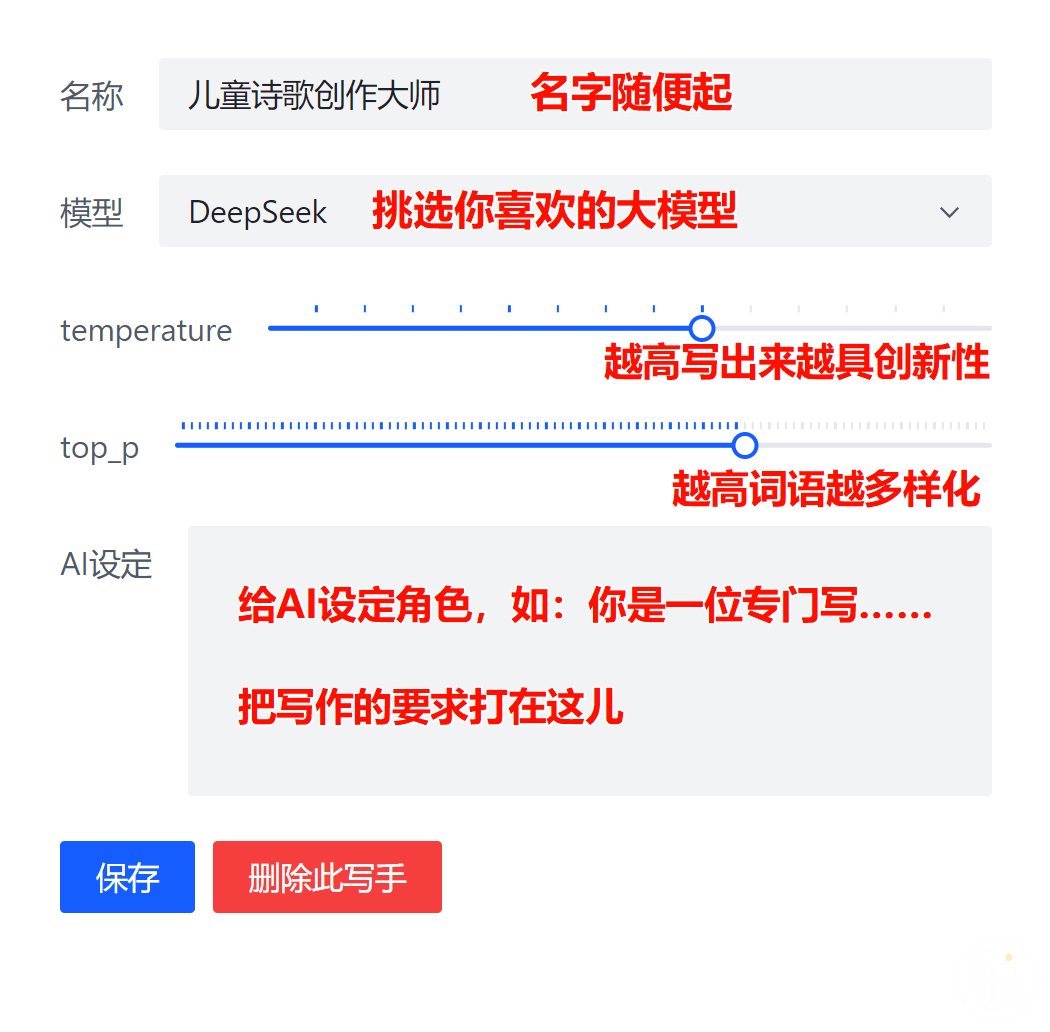 名称 儿童诗歌创作大师 名字随便起
模型 DeepSeek 挑选你喜欢的大模型
temperature
越高写出来越具创新性
top_p
越高词语越多样化
AI设定
给AI设定角色，如：你是一位专门写……
把写作的要求打在这儿
保存 删除此写手